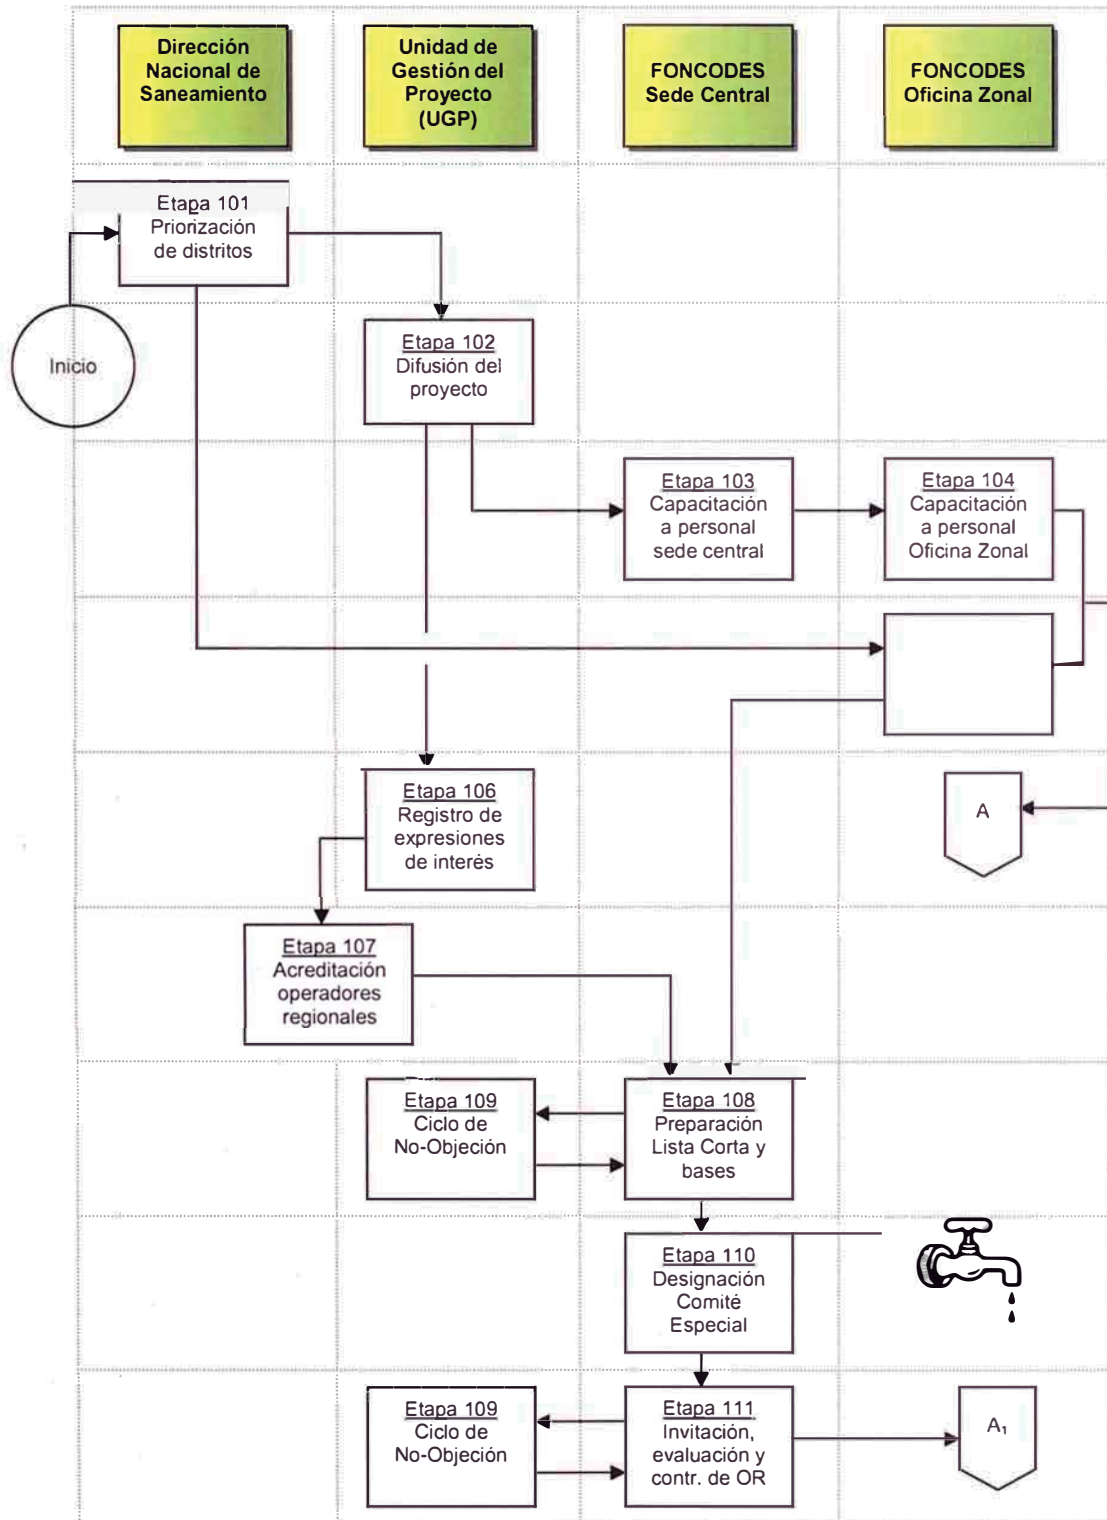 Dirección
Nacional de
Saneamiento
Unidad de
Gestión del
Proyecto
(UGP)
FONCODES
Sede Central
FONCODES
Oficina Zonal
Etapa 101
Priorización
de distritos
Inicio
Etapa 102
Difusión del
proyecto
Etapa 103
Capacitación
a personal
sede central
Etapa 104
Capacitación
a personal
Oficina Zonal
Etapa 106
Registro de
expresiones
de interés
A
Etapa 107
Acreditación
operadores
regionales
Etapa 109
Ciclo de
No-Objeción
Etapa 108
Preparación
Lista Corta y
bases
Etapa 110
Designación
Comité
Especial
Etapa 109
Ciclo de
No-Objeción
Etapa 111
Invitación,
evaluación y
contr. de OR
A₁